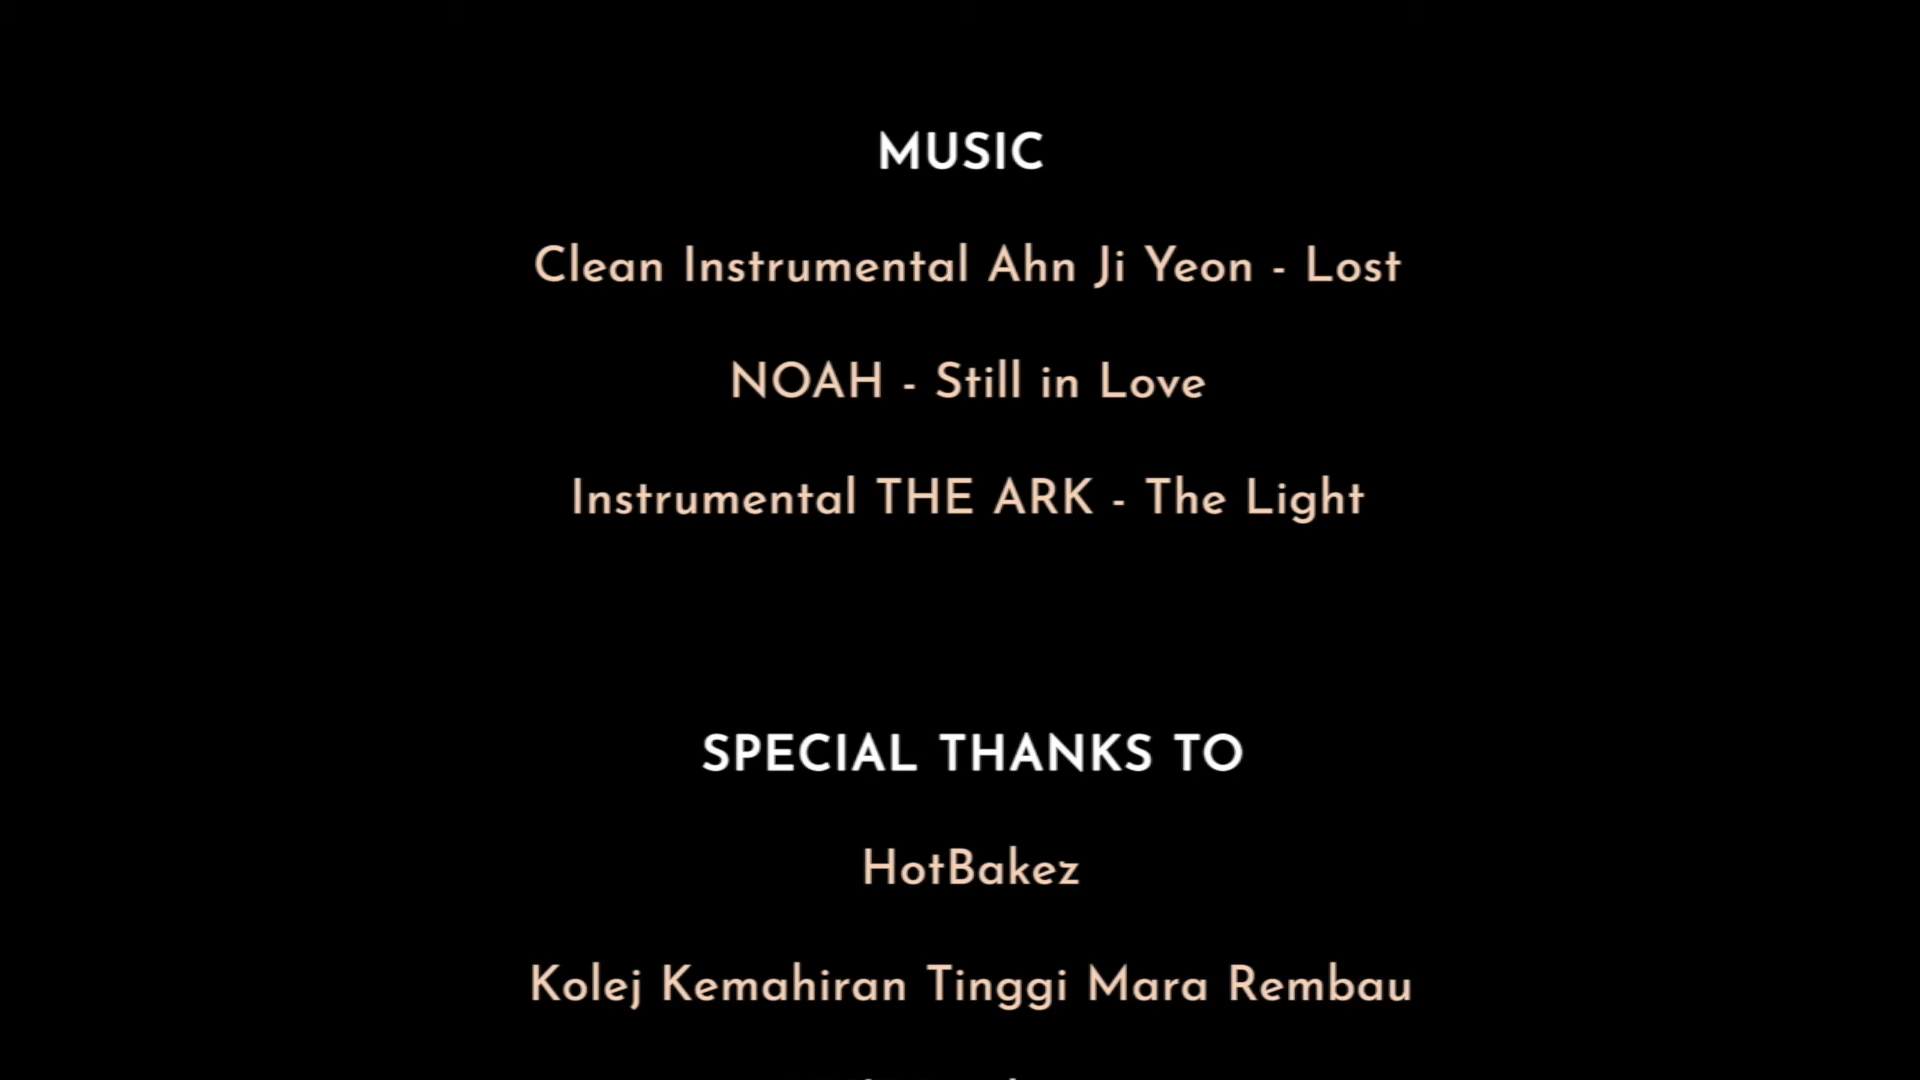 MUSIC
Clean Instrumental Ahn Ji Yeon - Lost
NOAH - Still in Love
Instrumental THE ARK - The Light
SPECIAL THANKS TO
HotBakez
Kolej Kemahiran Tinggi Mara Rembau